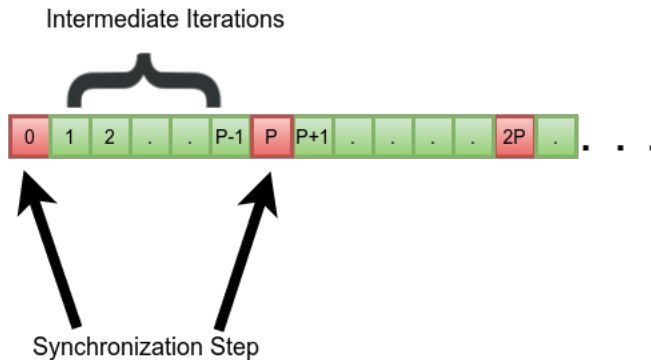 Intermediate Iterations
0 1 2 . . P-1 P P+1 . . . . 2P . . . .
Synchronization Step